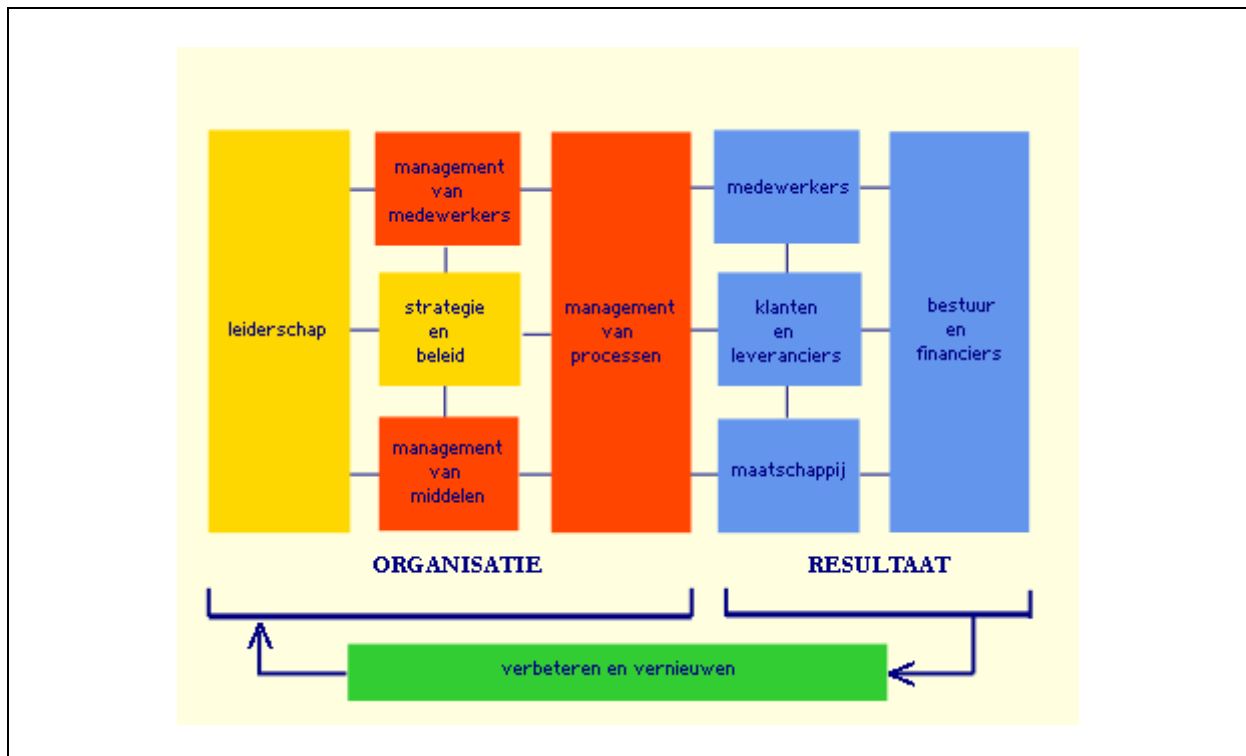 leiderschap
management
van
medewerkers
strategie
en
beleid
management
van
middelen
management
van
processen
medewerkers
klanten
en
leveranciers
maatschappij
bestuur
en
financiers
ORGANISATIE
RESULTAAT
verbeteren en vernieuwen